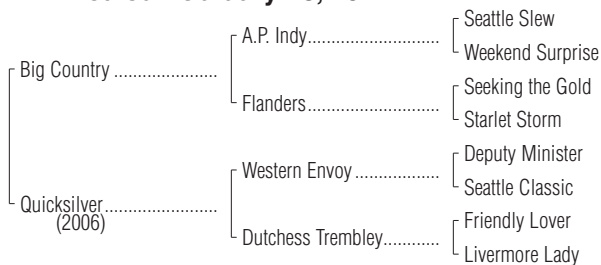 A.P. Indy
Seattle Slew
Weekend Surprise
Big Country
Flanders
Seeking the Gold
Starlet Storm
Western Envoy
Deputy Minister
Seattle Classic
Quicksilver
(2006)
Dutchess Trembley
Friendly Lover
Livermore Lady